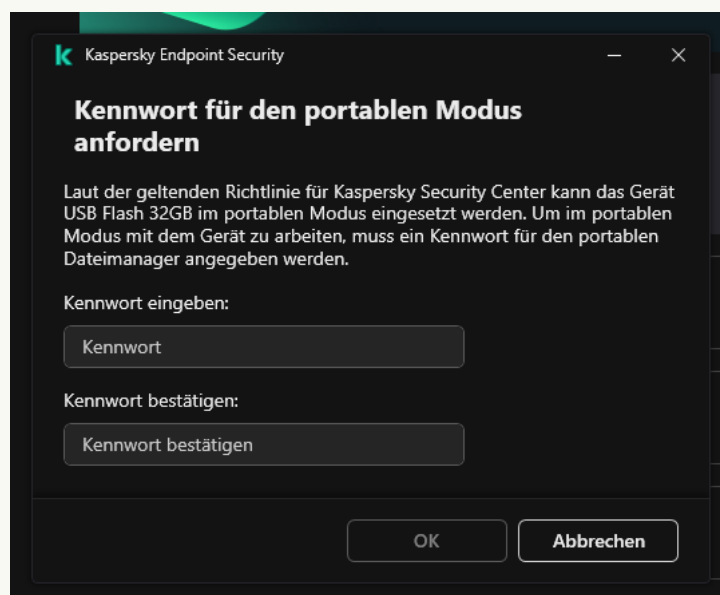 Kaspersky Endpoint Security
Kennwort für den portablen Modus
anfordern
Laut der geltenden Richtlinie für Kaspersky Security Center kann das Gerät
USB Flash 32GB im portablen Modus eingesetzt werden. Um im portablen
Modus mit dem Gerät zu arbeiten, muss ein Kennwort für den portablen
Dateimanager angegeben werden.
Kennwort eingeben:
Kennwort
Kennwort bestätigen:
Kennwort bestätigen
OK Abbrechen